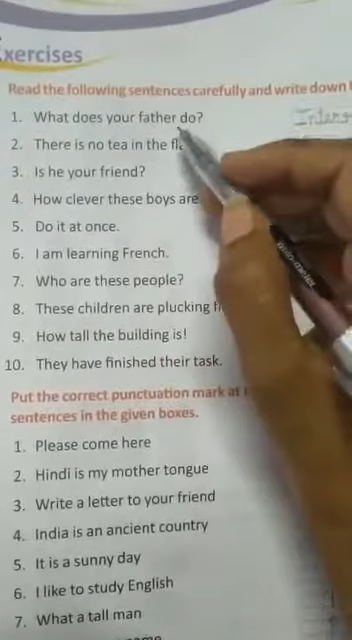 xercises
Read the following sentences carefully and write down
1. What does your father do?
2. There is no tea in the
3. Is he your friend?
4. How clever these boys are
5. Do it at once.
6. I am learning French.
7. Who are these people?
8. These children are plucking
9. How tall the building is!
10. They have finished their task.
Put the correct punctuation mark at
sentences in the given boxes.
1. Please come here
2. Hindi is my mother tongue
3. Write a letter to your friend
4. India is an ancient country
5. It is a sunny day
6. I like to study English
7. What a tall man